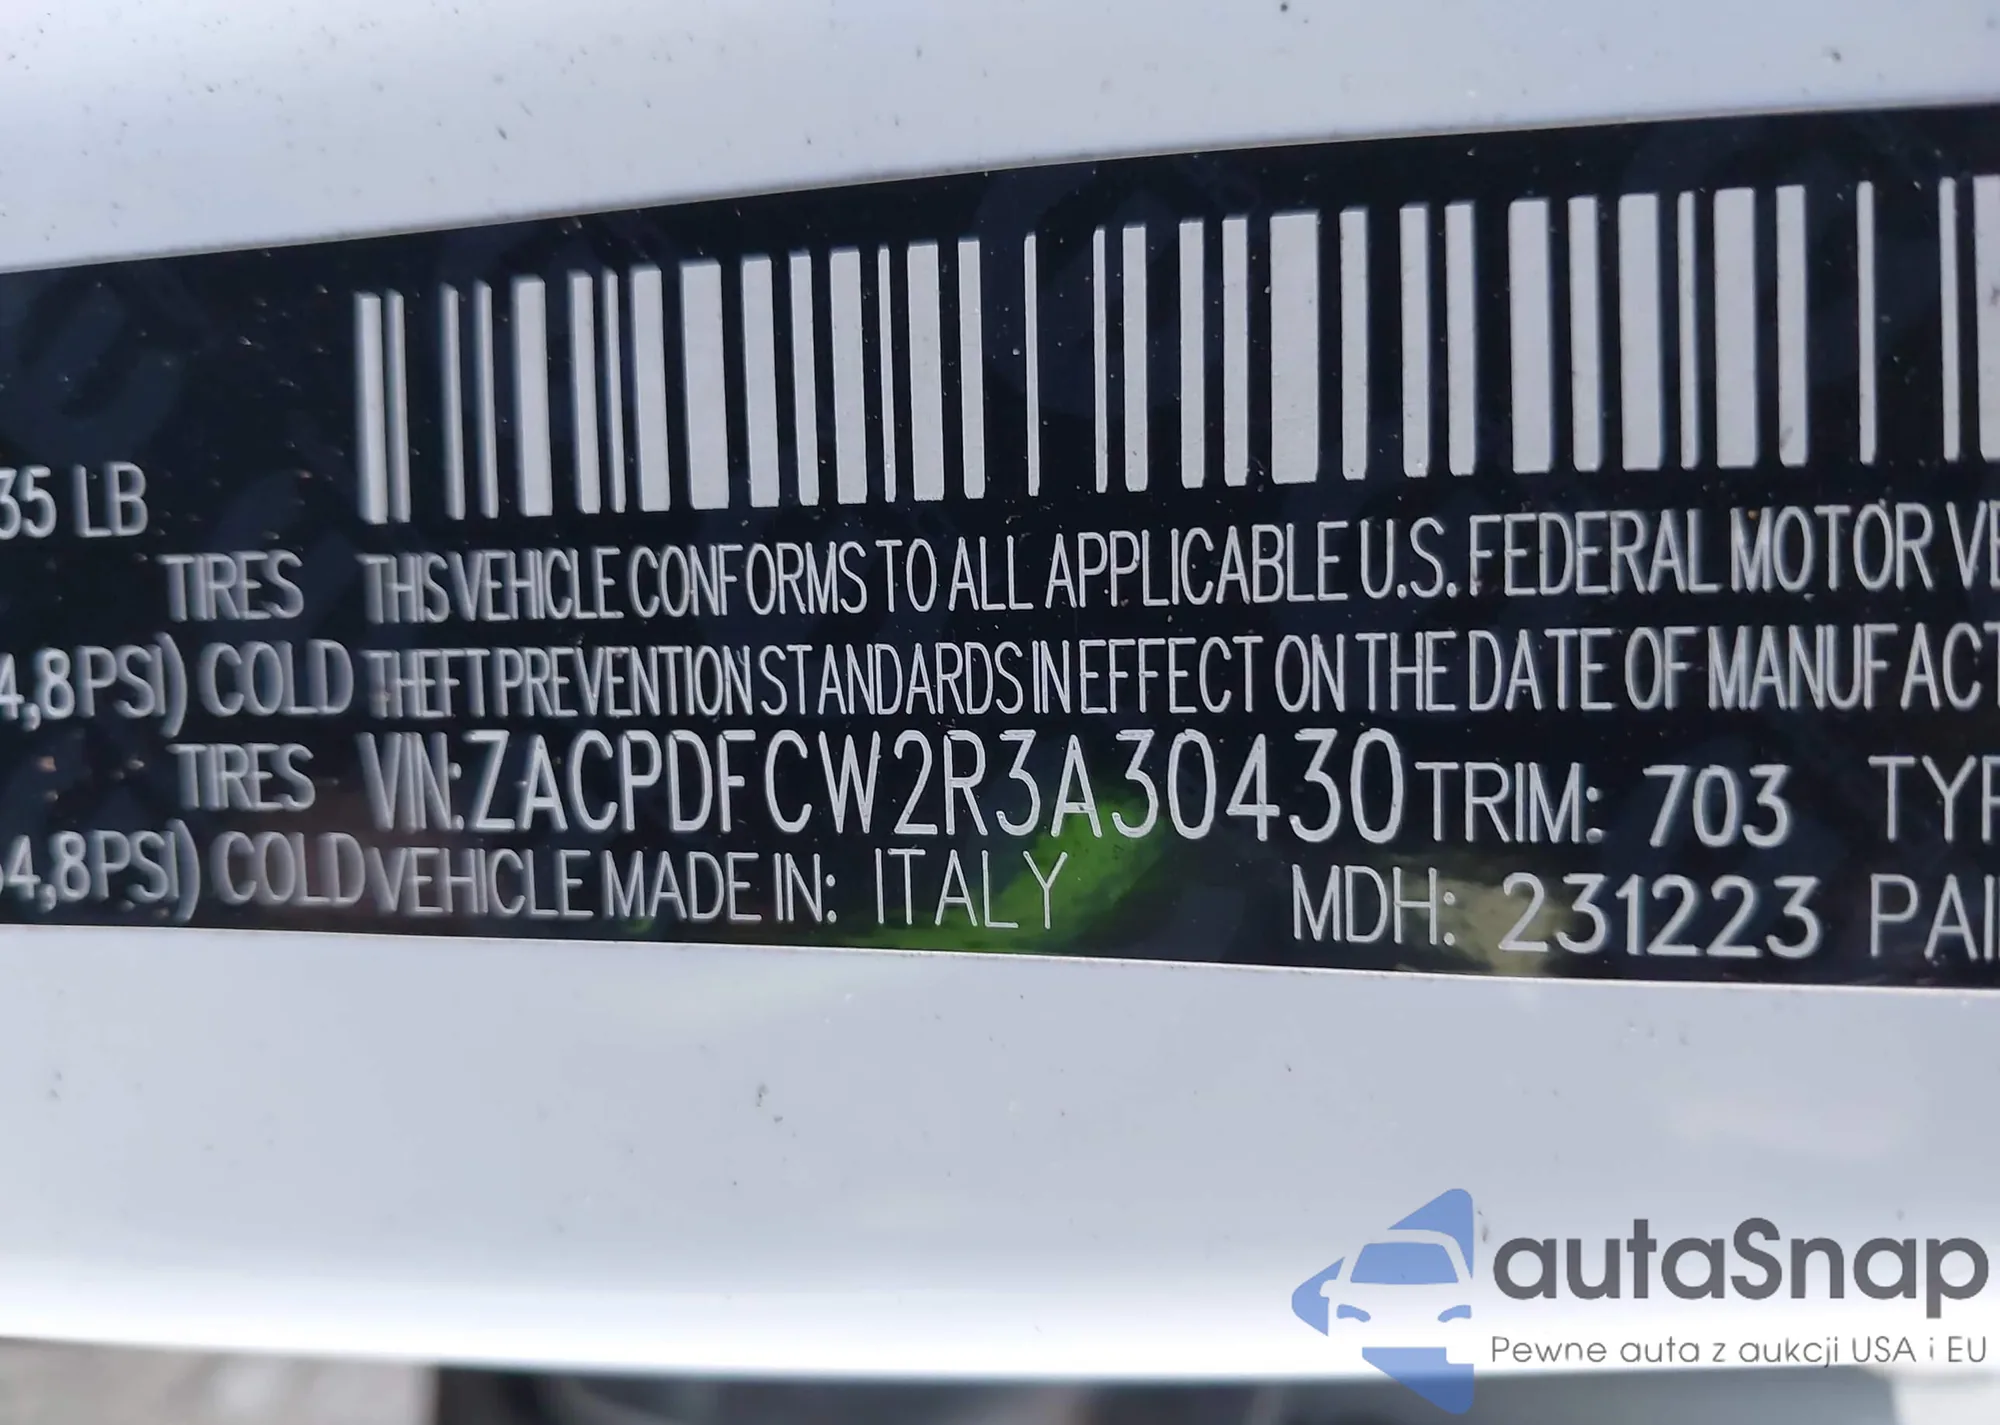 35 LB
TIRES THIS VEHICLE CONFORMS TO ALL APPLICABLE U.S. FEDERAL MOTOR VE
4,8PSI) COLD THEFT PREVENTION STANDARDS IN EFFECT ON THE DATE OF MANUFACT
TIRES VIN:ZACPDFCW2R3A30430 TRIM: 703 TYP
4,8PSI) COLD VEHICLE MADE IN: ITALY MDH: 231223 PAI
autaSnap
Pewne auta z aukcji USA i EU